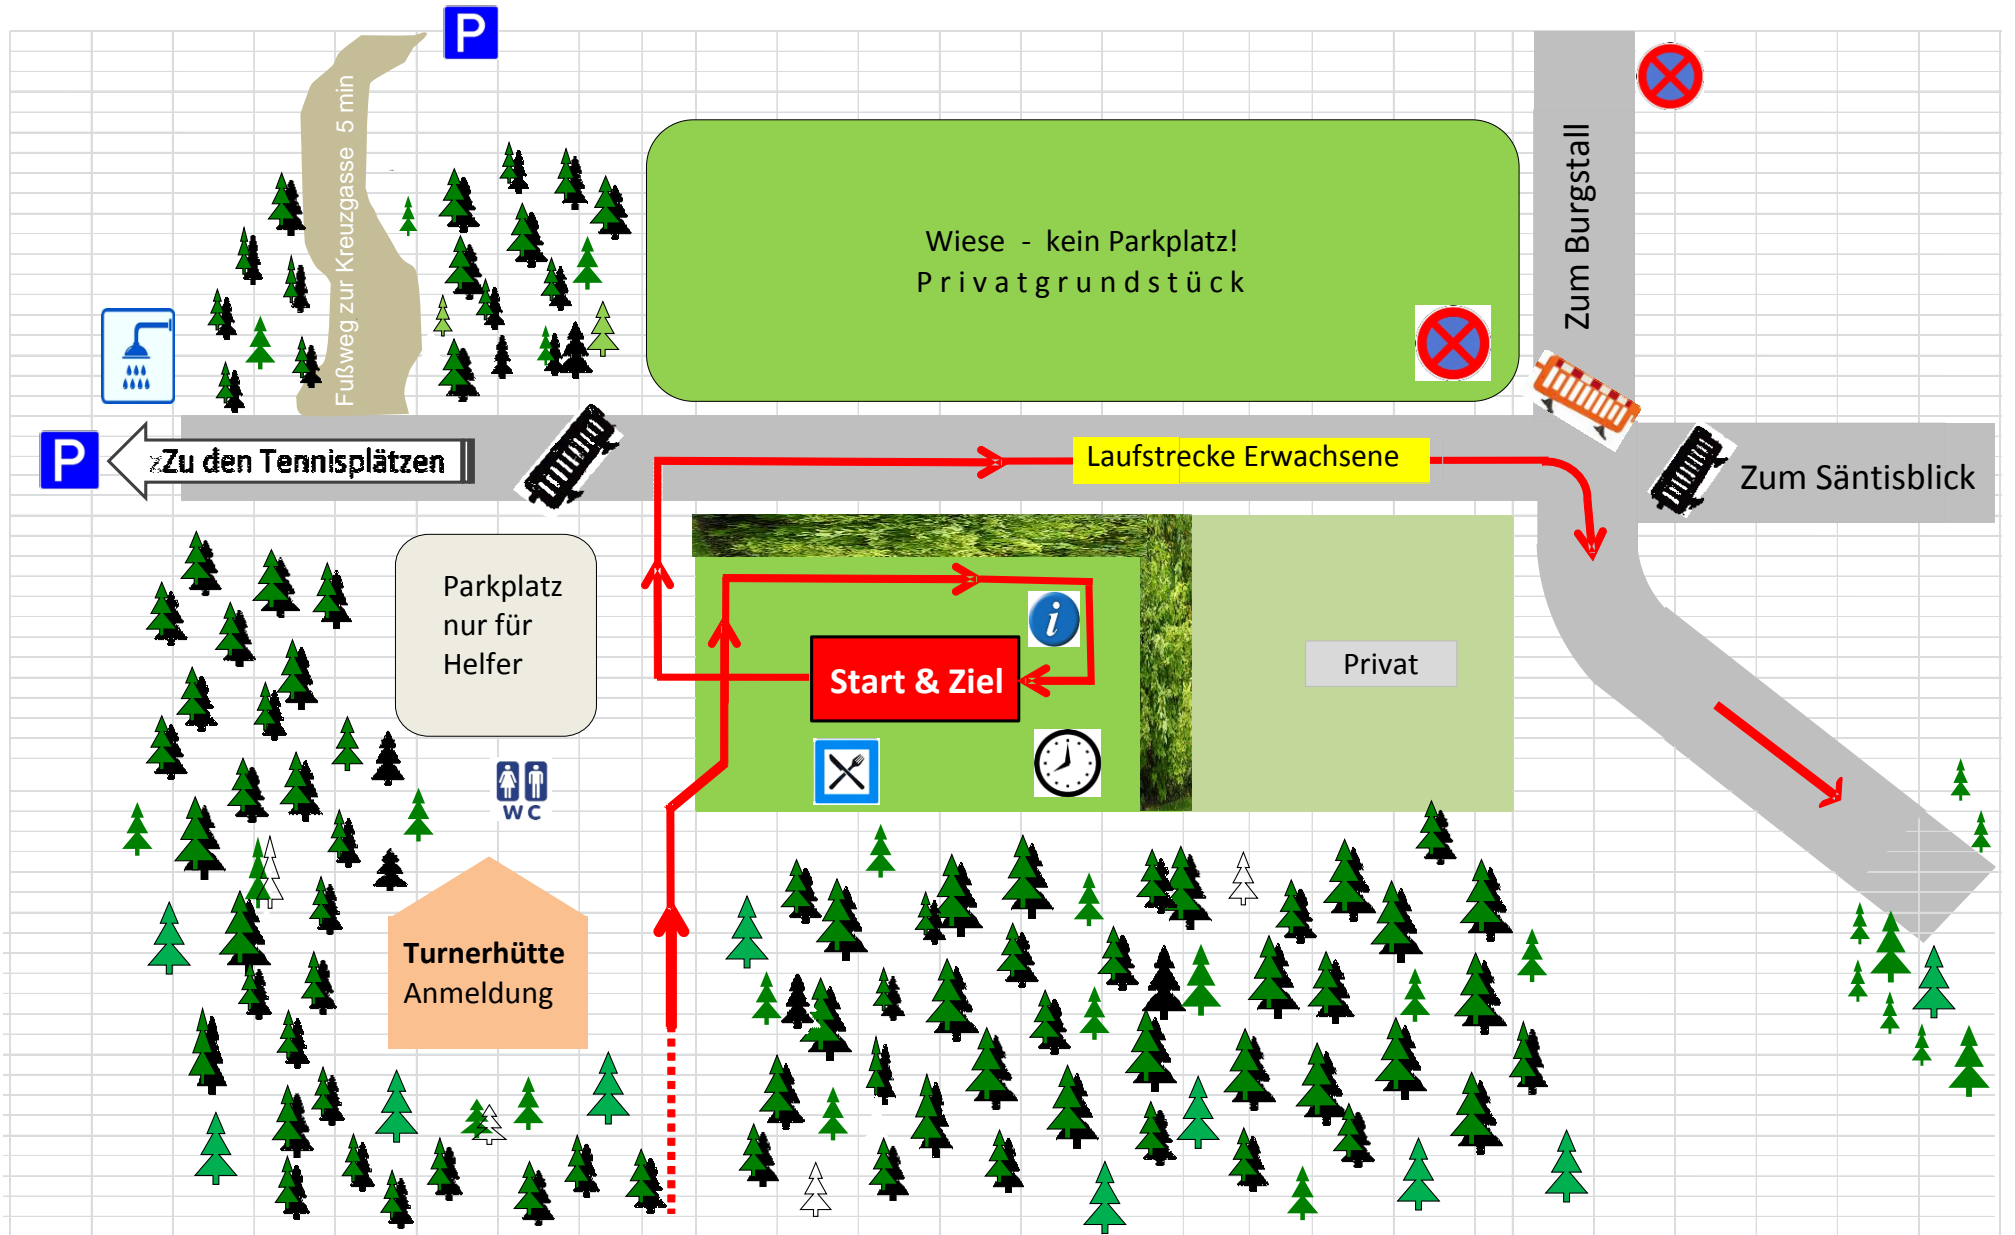 P
Fußweg zur Kreuzgasse 5 min
Wiese - kein Parkplatz!
Privatgrundstück
Zum Burgstall
P
zZu den Tennisplätzen
Laufstrecke Erwachsene
Zum Säntisblick
Parkplatz
nur für
Helfer
i
Start & Ziel
Privat
WC
Turnerhütte
Anmeldung